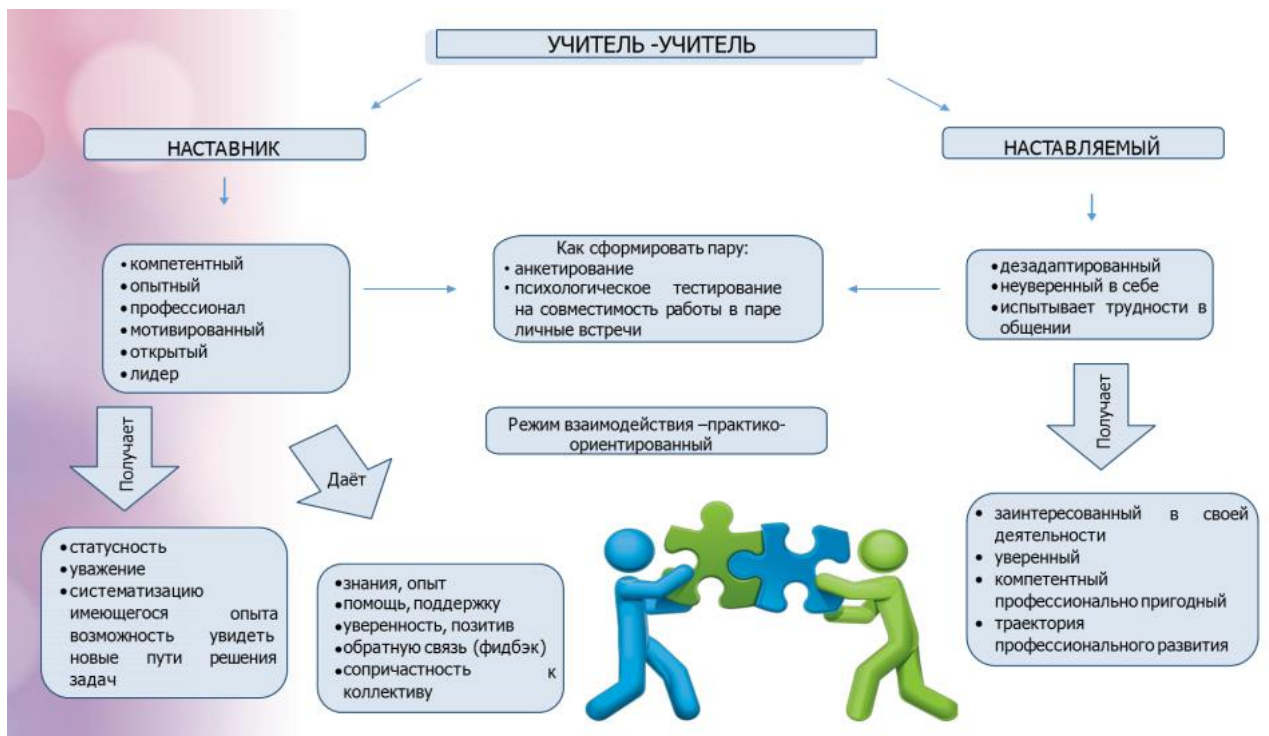 УЧИТЕЛЬ -УЧИТЕЛЬ
НАСТАВНИК
НАСТАВЛЯЕМЫЙ
• компетентный
• опытный
• профессионал
• мотивированный
• открытый
• лидер
Как сформировать пару:
• анкетирование
• психологическое тестирование
на совместимость работы в паре
личные встречи
• дезадаптированный
• неуверенный в себе
• испытывает трудности в
общении
Получает
Даёт
Режим взаимодействия –практико-
ориентированный
Получает
• статусность
• уважение
• систематизацию
имеющегося опыта
возможность увидеть
новые пути решения
задач
• знания, опыт
• помощь, поддержку
• уверенность, позитив
• обратную связь (фидбэк)
• сопричастность к
коллективу
• заинтересованный в своей
деятельности
• уверенный
• компетентный
профессионально пригодный
• траектория
профессионального развития